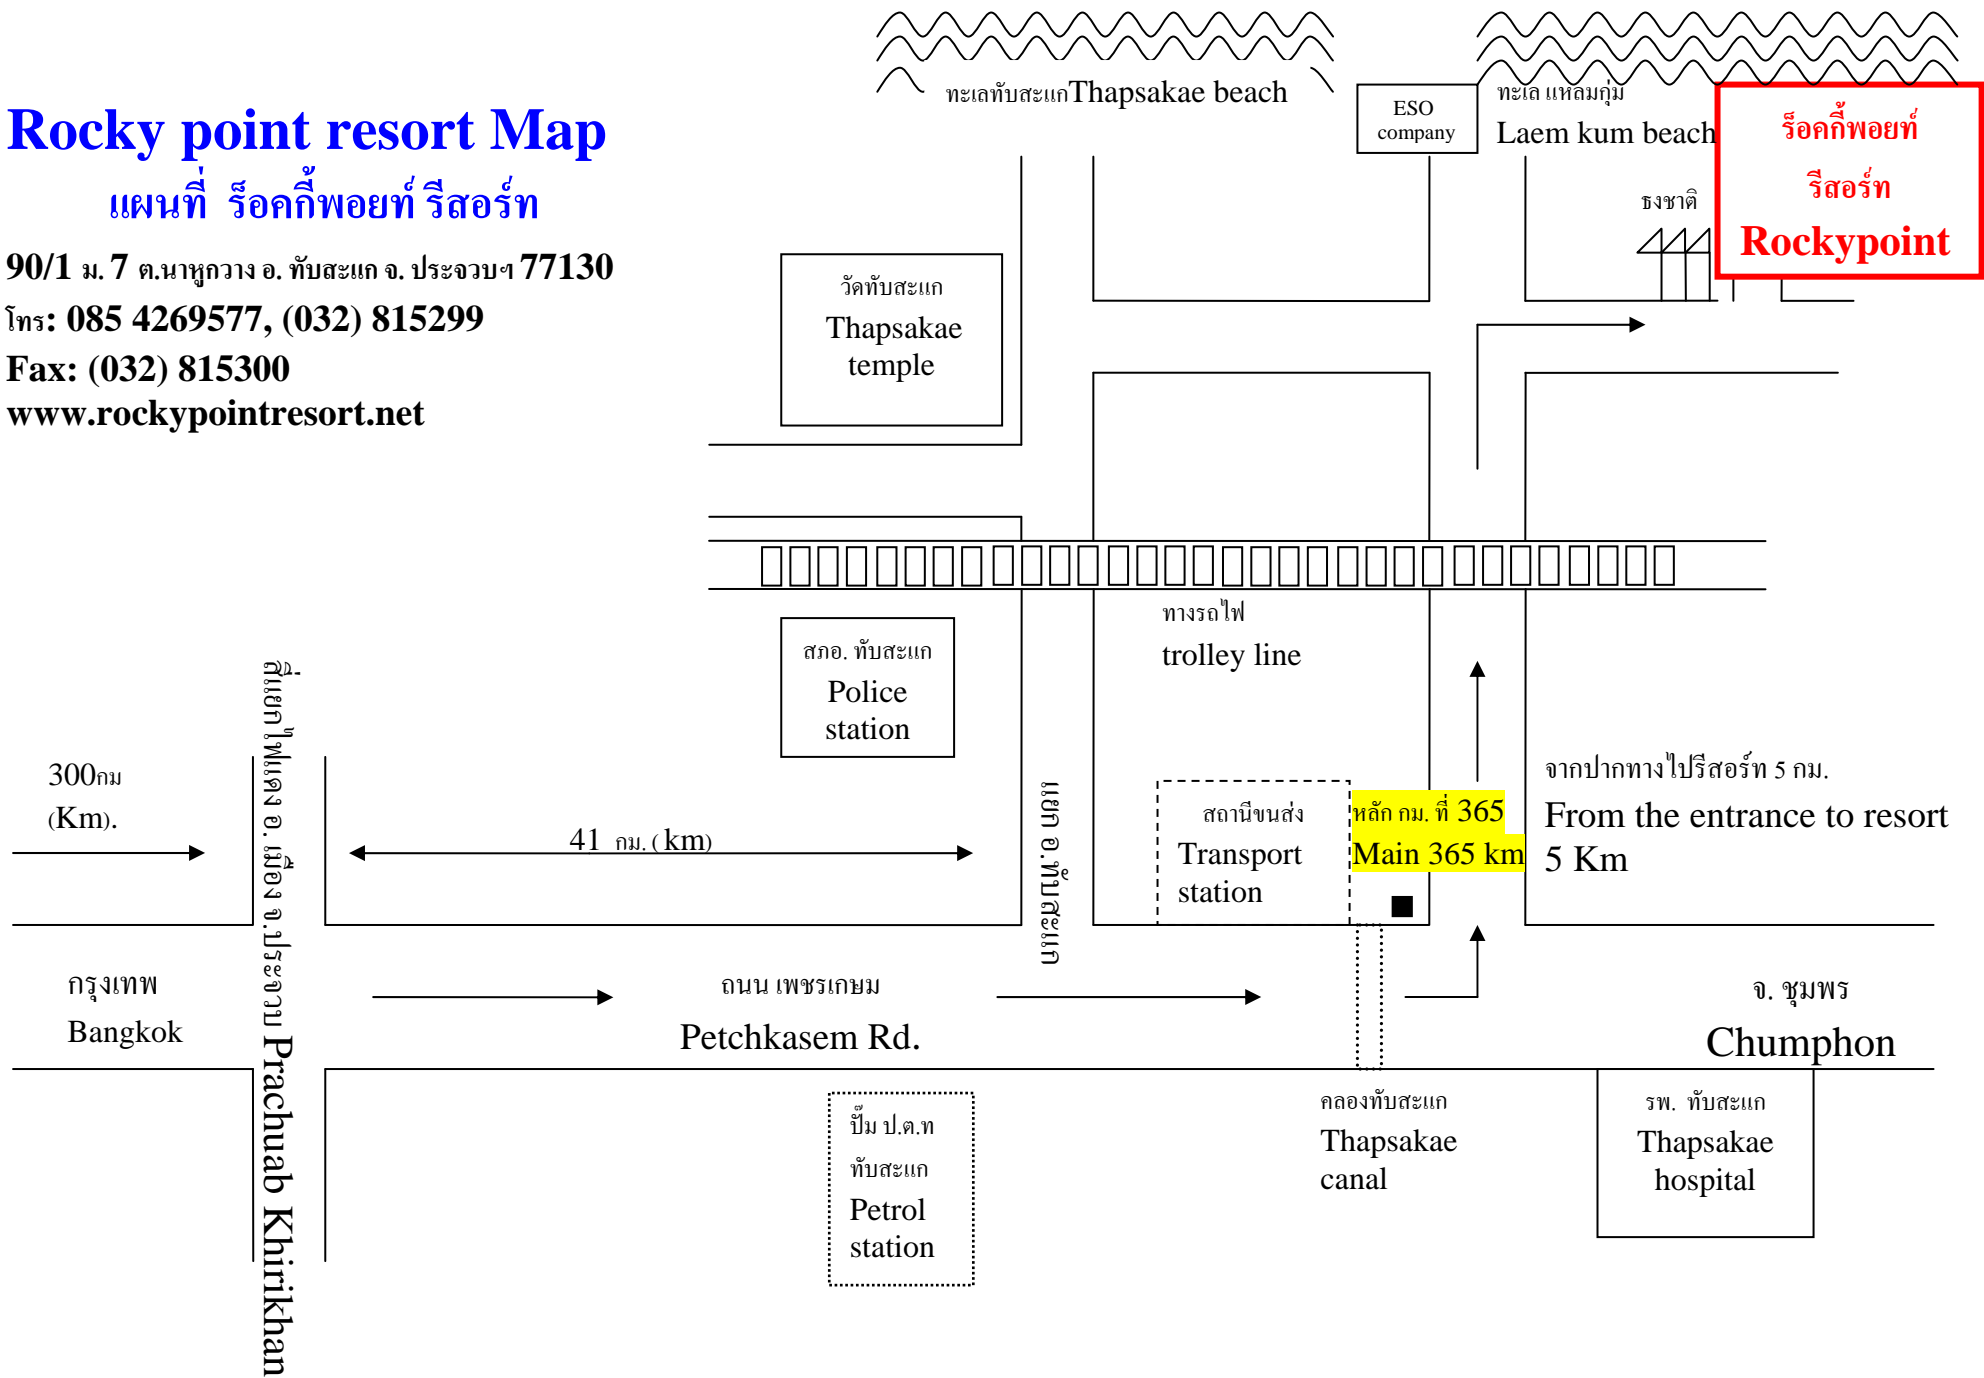 Rocky point resort Map
แผนที่ ร็อคกี้พอยท์ รีสอร์ท
90/1 ม. 7 ต.นาหูกวาง อ. ทับสะแก จ. ประจวบฯ 77130
โทร: 085 4269577, (032) 815299
Fax: (032) 815300
www.rockypointresort.net
ทะเลทับสะแกThapsakae beach
ESO
company
ทะเล แหลมกุ่ม
Laem kum beach
ร็อคกี้พอยท์
รีสอร์ท
Rockypoint
ธงชาติ
วัดทับสะแก
Thapsakae
temple
ทางรถไฟ
trolley line
สภอ. ทับสะแก
Police
station
300กม
(Km).
สี่แยกไฟแดง อ. เมือง จ.ประจวบ Prachuab Khirikhan
41 กม. ( km)
แยก อ.ทับสะแก
สถานีขนส่ง
Transport
station
หลัก กม. ที่ 365
Main 365 km
จากปากทางไปรีสอร์ท 5 กม.
From the entrance to resort
5 Km
กรุงเทพ
Bangkok
ถนน เพชรเกษม
Petchkasem Rd.
จ. ชุมพร
Chumphon
ปั๊ม ป.ต.ท
ทับสะแก
Petrol
station
คลองทับสะแก
Thapsakae
canal
รพ. ทับสะแก
Thapsakae
hospital